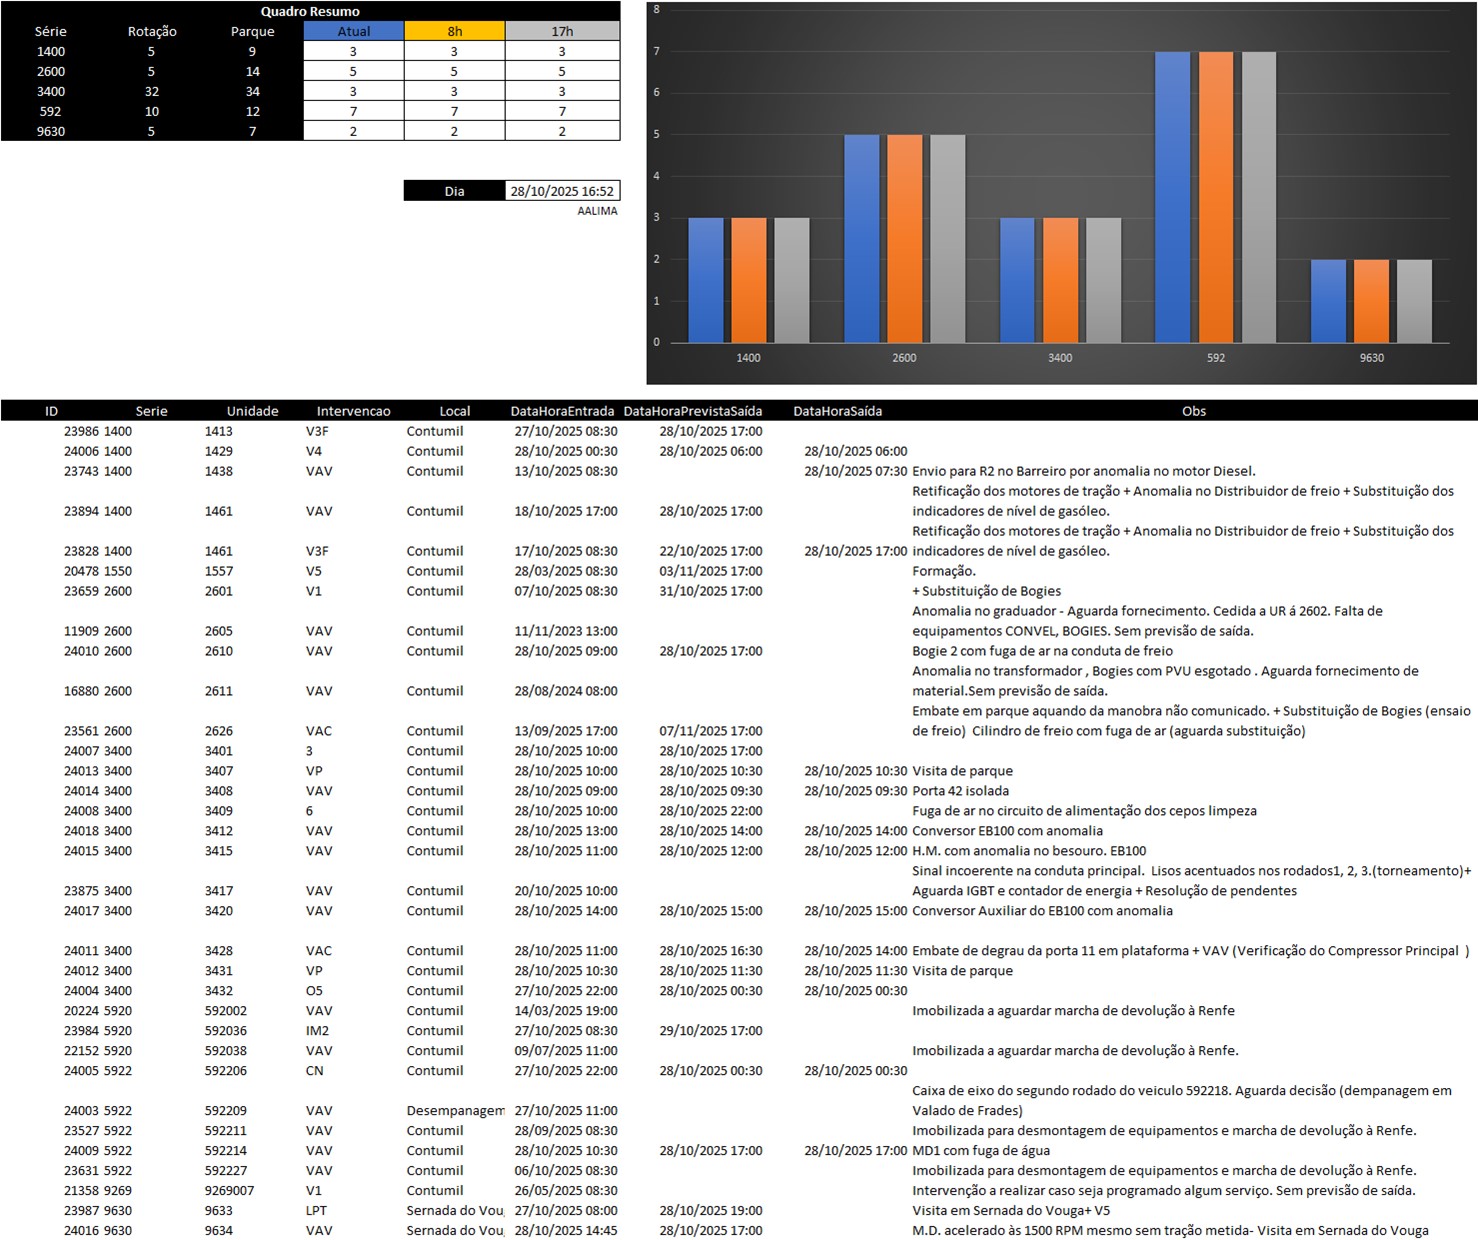 Quadro Resumo
Série Rotação Parque Atual 8h 17h
1400 5 9 3 3 3
2600 5 14 5 5 5
3400 32 34 3 3 3
592 10 12 7 7 7
9630 5 7 2 2 2
Dia 28/10/2025 16:52
AALIMA
8
7
6
5
4
3
2
1
0
1400 2600 3400 592 9630
ID Serie Unidade Intervencao Local DataHoraEntrada DataHoraPrevistaSaída DataHoraSaída Obs
23986 1400 1413 V3F Contumil 27/10/2025 08:30 28/10/2025 17:00
24006 1400 1429 V4 Contumil 28/10/2025 00:30 28/10/2025 06:00 28/10/2025 06:00
23743 1400 1438 VAV Contumil 13/10/2025 08:30 28/10/2025 07:30 Envio para R2 no Barreiro por anomalia no motor Diesel.
Retificação dos motores de tração + Anomalia no Distribuidor de freio + Substituição dos
23894 1400 1461 VAV Contumil 18/10/2025 17:00 28/10/2025 17:00 indicadores de nível de gasóleo.
Retificação dos motores de tração + Anomalia no Distribuidor de freio + Substituição dos
23828 1400 1461 V3F Contumil 17/10/2025 08:30 22/10/2025 17:00 28/10/2025 17:00 indicadores de nível de gasóleo.
20478 1550 1557 V5 Contumil 28/03/2025 08:30 03/11/2025 17:00 Formação.
23659 2600 2601 V1 Contumil 07/10/2025 08:30 31/10/2025 17:00 + Substituição de Bogies
Anomalia no graduador - Aguarda fornecimento. Cedida a UR á 2602. Falta de
11909 2600 2605 VAV Contumil 11/11/2023 13:00 equipamentos CONVEL, BOGIES. Sem previsão de saída.
24010 2600 2610 VAV Contumil 28/10/2025 09:00 28/10/2025 17:00 Bogie 2 com fuga de ar na conduta de freio
Anomalia no transformador , Bogies com PVU esgotado . Aguarda fornecimento de
16880 2600 2611 VAV Contumil 28/08/2024 08:00 material.Sem previsão de saída.
Embate em parque aquando da manobra não comunicado. + Substituição de Bogies (ensaio
23561 2600 2626 VAC Contumil 13/09/2025 17:00 07/11/2025 17:00 de freio)  Cilindro de freio com fuga de ar (aguarda substituição)
24007 3400 3401 3 Contumil 28/10/2025 10:00 28/10/2025 17:00
24013 3400 3407 VP Contumil 28/10/2025 10:00 28/10/2025 10:30 28/10/2025 10:30 Visita de parque
24014 3400 3408 VAV Contumil 28/10/2025 09:00 28/10/2025 09:30 28/10/2025 09:30 Porta 42 isolada
24008 3400 3409 6 Contumil 28/10/2025 10:00 28/10/2025 22:00 Fuga de ar no circuito de alimentação dos cepos limpeza
24018 3400 3412 VAV Contumil 28/10/2025 13:00 28/10/2025 14:00 28/10/2025 14:00 Conversor EB100 com anomalia
24015 3400 3415 VAV Contumil 28/10/2025 11:00 28/10/2025 12:00 28/10/2025 12:00 H.M. com anomalia no besouro. EB100
Sinal incoerente na conduta principal.  Lisos acentuados nos rodados1, 2, 3.(torneamento)+
23875 3400 3417 VAV Contumil 20/10/2025 10:00 Aguarda IGBT e contador de energia + Resolução de pendentes
24017 3400 3420 VAV Contumil 28/10/2025 14:00 28/10/2025 15:00 28/10/2025 15:00 Conversor Auxiliar do EB100 com anomalia
24011 3400 3428 VAC Contumil 28/10/2025 11:00 28/10/2025 16:30 28/10/2025 14:00 Embate de degrau da porta 11 em plataforma + VAV (Verificação do Compressor Principal  )
24012 3400 3431 VP Contumil 28/10/2025 10:30 28/10/2025 11:30 28/10/2025 11:30 Visita de parque
24004 3400 3432 O5 Contumil 27/10/2025 22:00 28/10/2025 00:30 28/10/2025 00:30
20224 5920 592002 VAV Contumil 14/03/2025 19:00 Imobilizada a aguardar marcha de devolução à Renfe
23984 5920 592036 IM2 Contumil 27/10/2025 08:30 29/10/2025 17:00
22152 5920 592038 VAV Contumil 09/07/2025 11:00 Imobilizada a aguardar marcha de devolução à Renfe.
24005 5922 592206 CN Contumil 27/10/2025 22:00 28/10/2025 00:30 28/10/2025 00:30
Caixa de eixo do segundo rodado do veiculo 592218. Aguarda decisão (dempanagem em
24003 5922 592209 VAV Desempanagem 27/10/2025 11:00 Valado de Frades)
23527 5922 592211 VAV Contumil 28/09/2025 08:30 Imobilizada para desmontagem de equipamentos e marcha de devolução à Renfe.
24009 5922 592214 VAV Contumil 28/10/2025 10:30 28/10/2025 17:00 28/10/2025 17:00 MD1 com fuga de água
23631 5922 592227 VAV Contumil 06/10/2025 08:30 Imobilizada para desmontagem de equipamentos e marcha de devolução à Renfe.
21358 9269 9269007 V1 Contumil 26/05/2025 08:30 Intervenção a realizar caso seja programado algum serviço. Sem previsão de saída.
23987 9630 9633 LPT Sernada do Voug 27/10/2025 08:00 28/10/2025 19:00 Visita em Sernada do Vouga+ V5
24016 9630 9634 VAV Sernada do Voug 28/10/2025 14:45 28/10/2025 17:00 M.D. acelerado às 1500 RPM mesmo sem tração metida- Visita em Sernada do Vouga